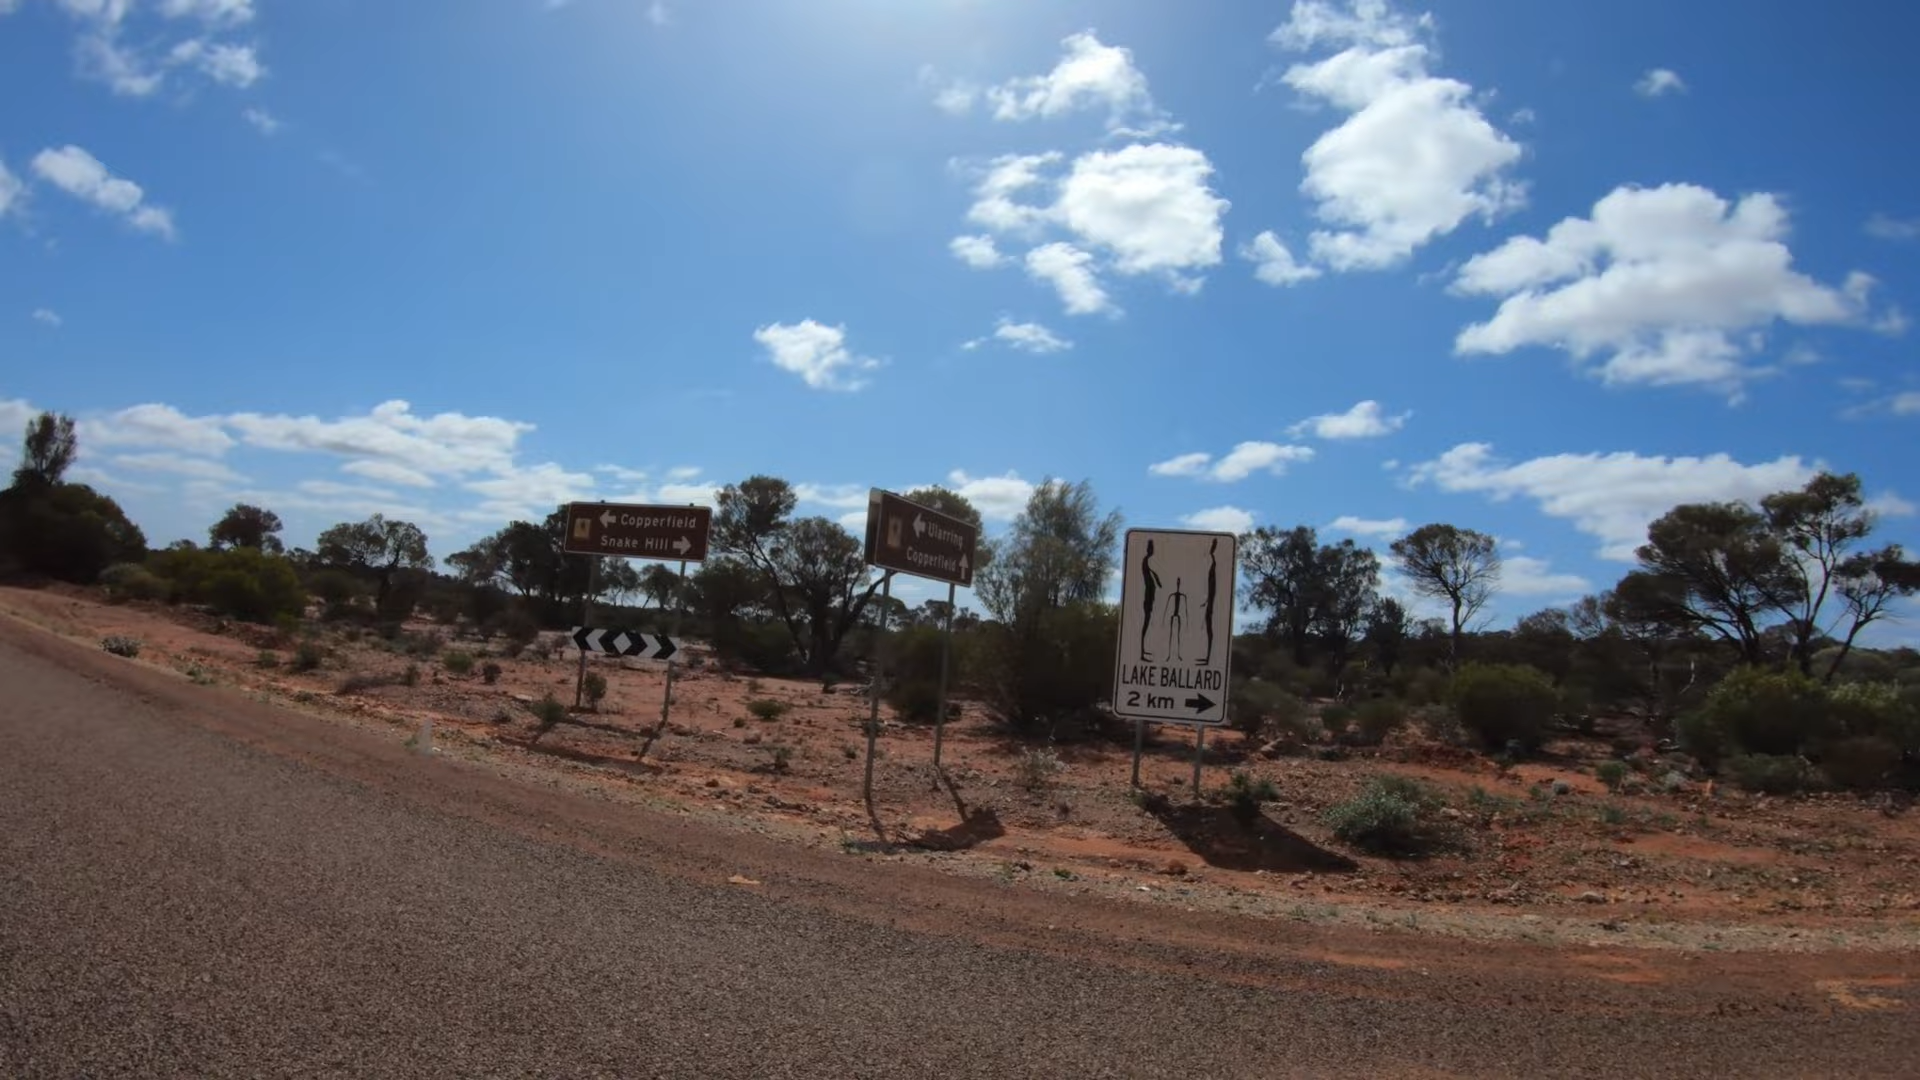 Copperfield
Snake Hill
Ularring
Copperfield
LAKE BALLARD
2 km